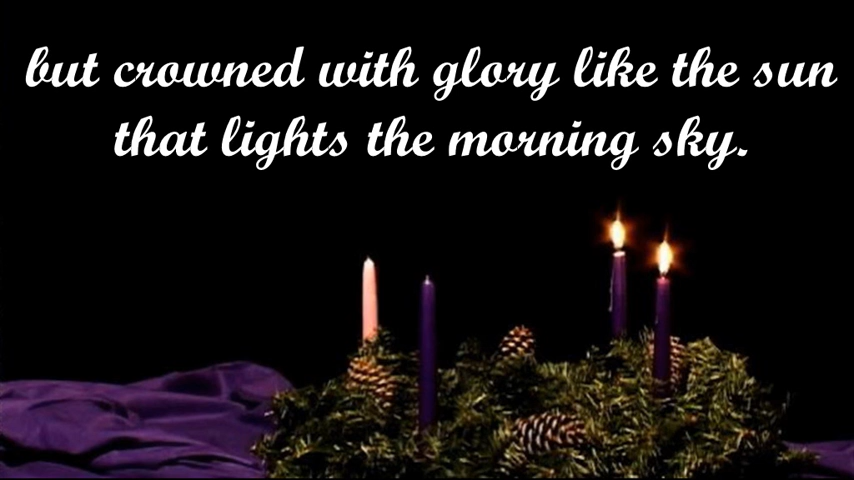 but crowned with glory like the sun
that lights the morning sky.